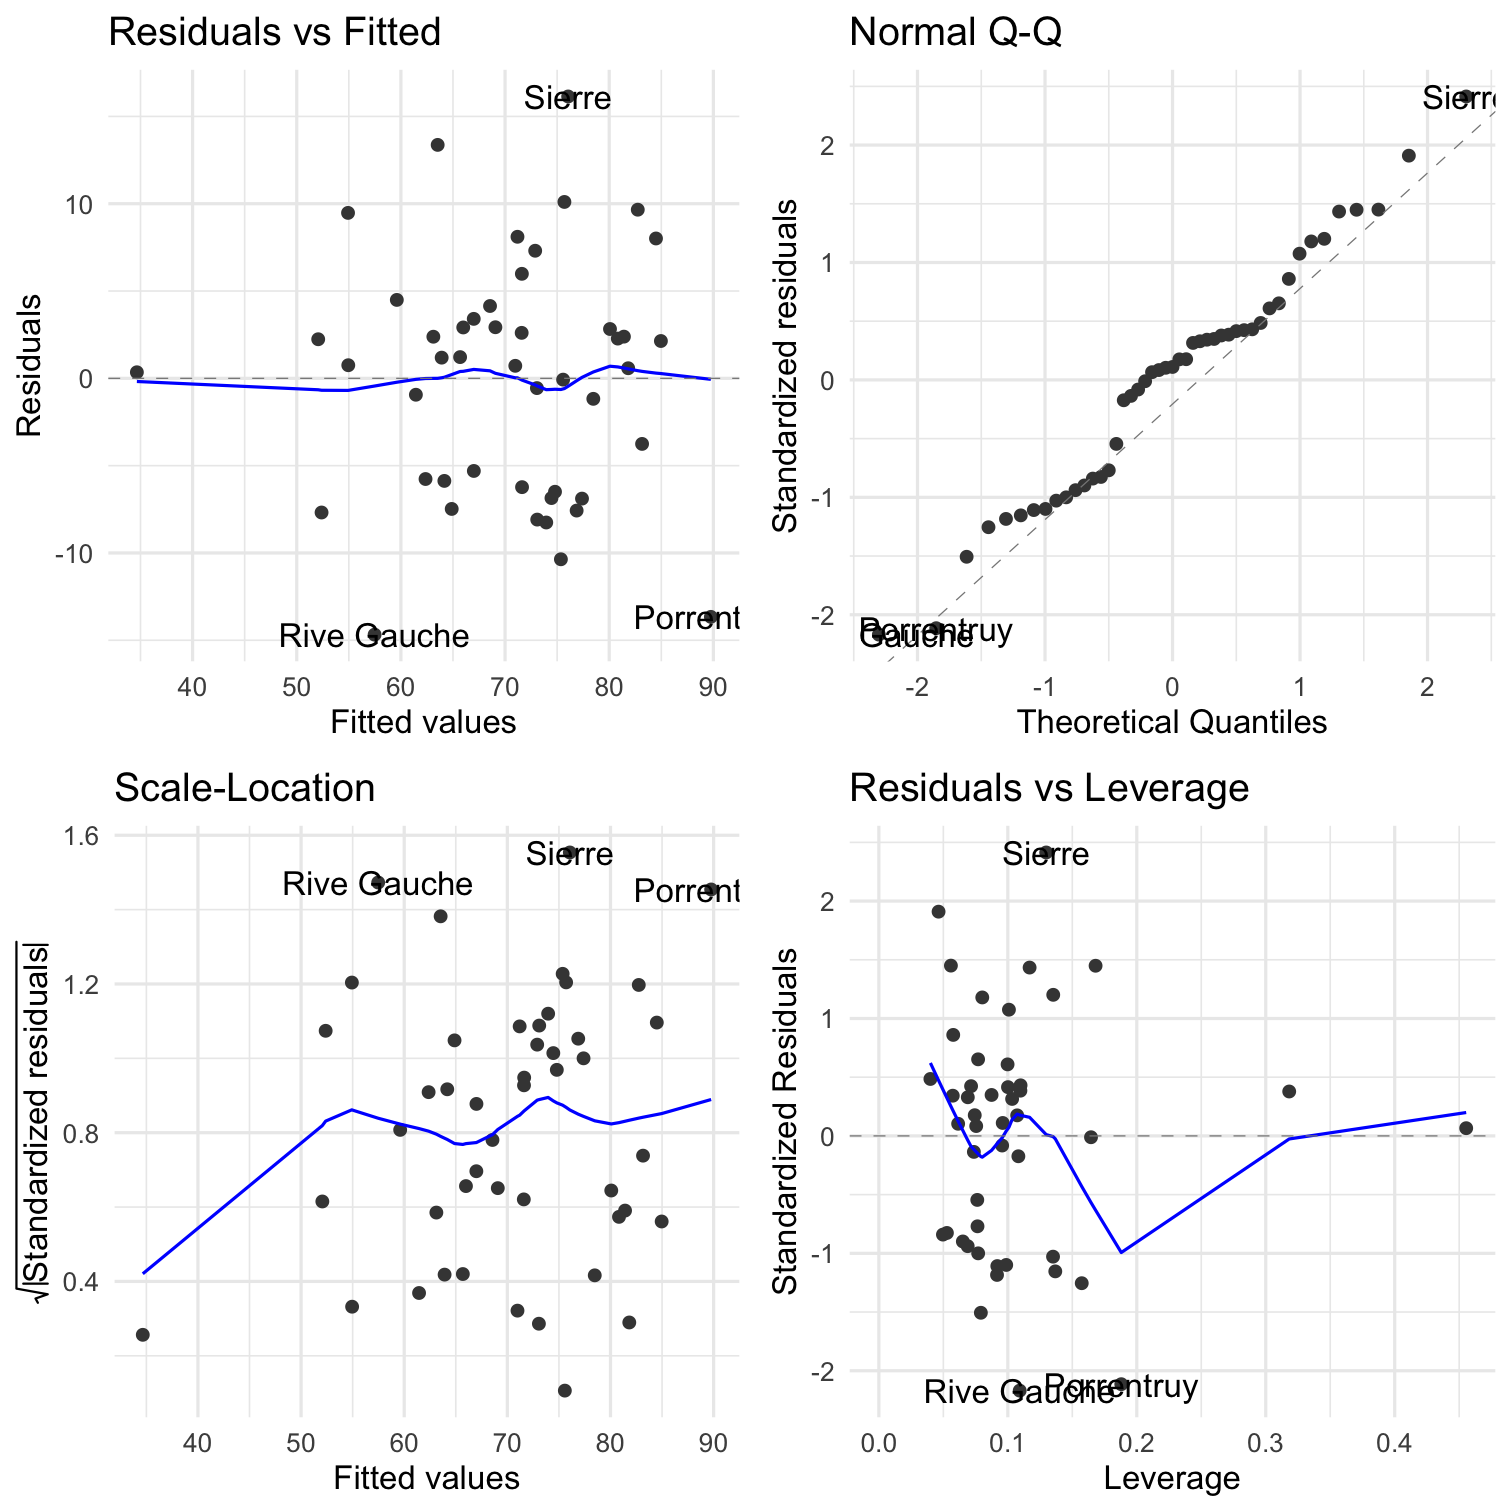 Residuals vs Fitted
Sierre
10
0
-10
Residuals
Rive Gauche
Porrent
40 50 60 70 80 90
Fitted values
Normal Q-Q
Sierre
2
1
0
-1
-2
Standardized residuals
Porrentruy
Gauche
-2 -1 0 1 2
Theoretical Quantiles
Scale-Location
1.6
1.2
0.8
0.4
√|Standardized residuals|
Sierre
Rive Gauche
Porrent
40 50 60 70 80 90
Fitted values
Residuals vs Leverage
Sierre
2
1
0
-1
-2
Standardized Residuals
Rive Gauche
Porrentruy
0.0 0.1 0.2 0.3 0.4
Leverage